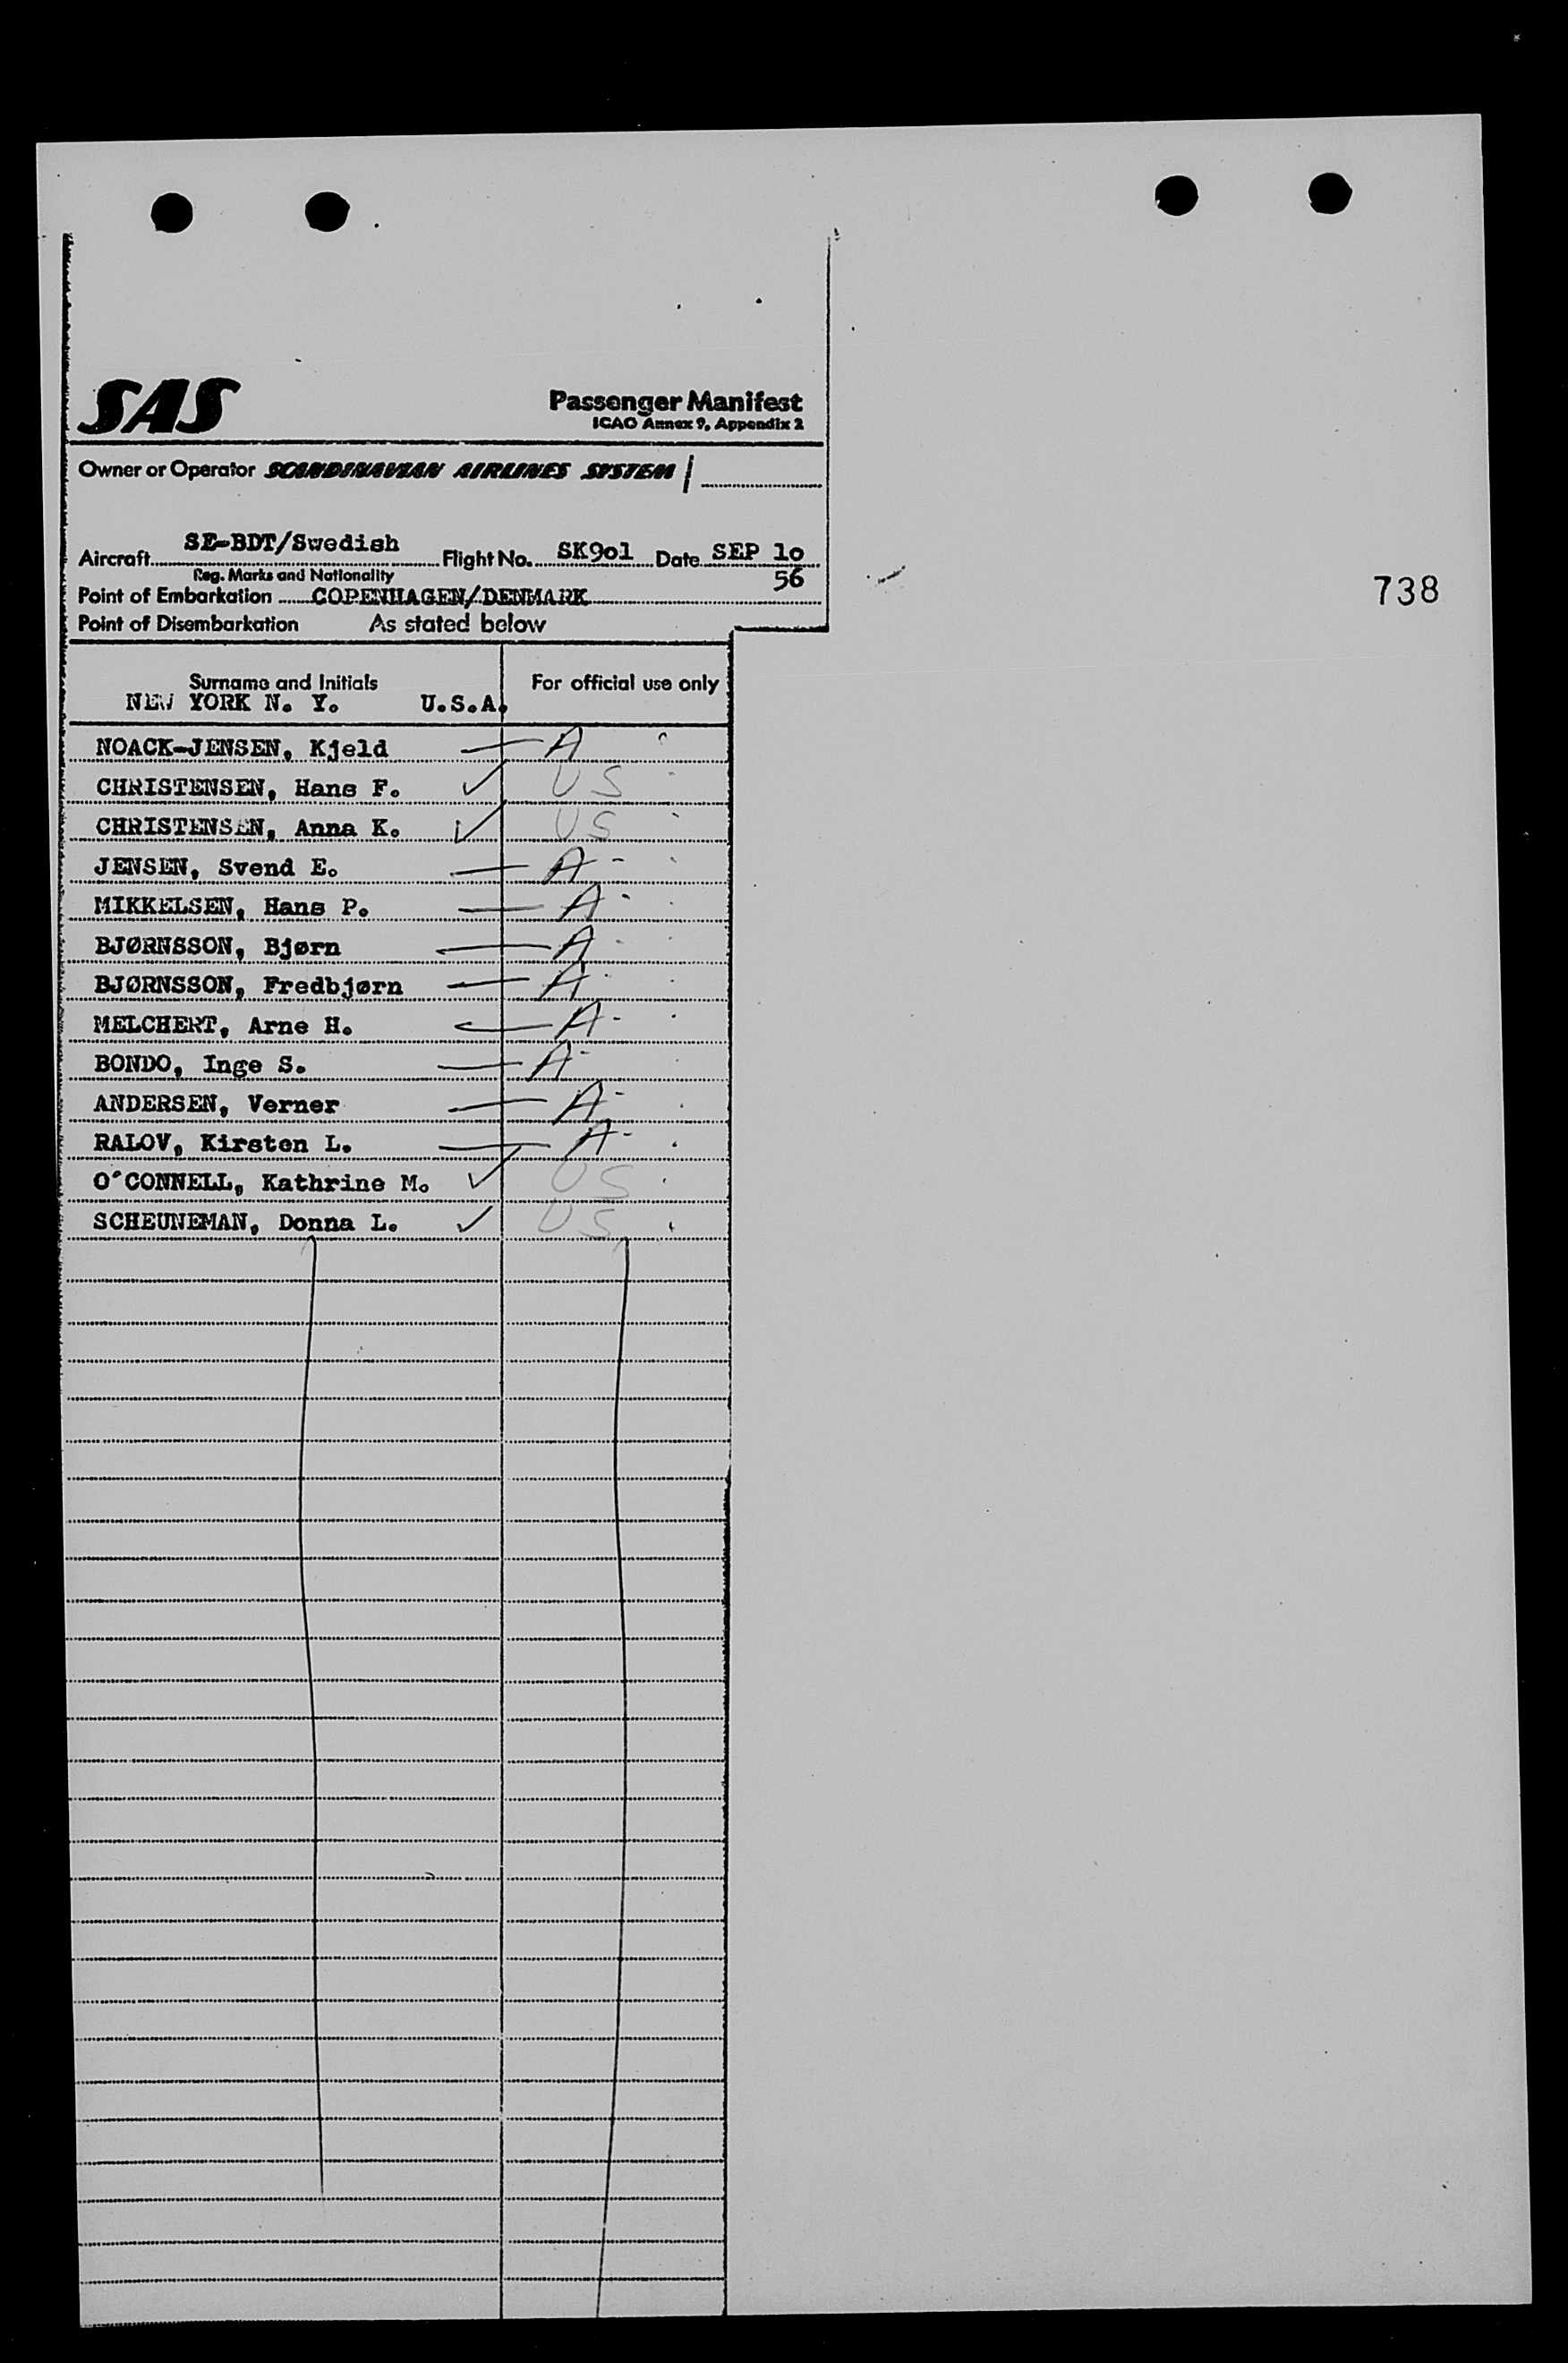 SAS
Passenger Manifest
ICAO Annex 9, Appendix 2
Owner or Operator SCANDINAVIAN AIRLINES SYSTEM /
Aircraft SE-BDT/Swedish Flight No. SK9o1 Date SEP 1o
Reg. Marks and Nationality 56
Point of Embarkation COPENHAGEN/DENMARK
738
Point of Disembarkation As stated below
Surname and Initials For official use only
NEW YORK N. Y. U.S.A.
NOACK-JENSEN, Kjeld — A
CHRISTENSEN, Hans F. ✓ US
CHRISTENSEN, Anna K. ✓ US
JENSEN, Svend E. — A -
MIKKELSEN, Hans P. — A -
BJØRNSSON, Bjørn — A -
BJØRNSSON, Fredbjørn — A -
MELCHERT, Arne H. — A -
BONDO, Inge S. — A -
ANDERSEN, Verner — A -
RALOV, Kirsten L. — A -
O'CONNELL, Kathrine M. ✓ US
SCHEUNEMAN, Donna L. ✓ US